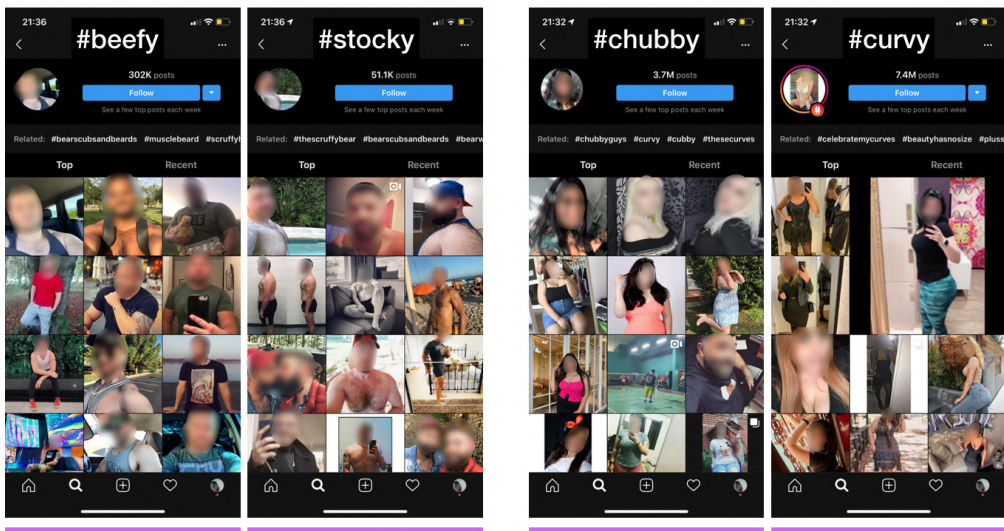 21:36
#beefy
302K posts
Follow
See a few top posts each week
Related: #bearscubsandbeards #musclebeard #scruffyl
Top Recent
21:36
#stocky
51.1K posts
Follow
See a few top posts each week
Related: #thescruffybear #bearscubsandbeards #bearw
Top Recent
21:32
#chubby
3.7M posts
Follow
See a few top posts each week
Related: #chubbyguys #curvy #cubby #thesecurves
Top Recent
21:32
#curvy
7.4M posts
Follow
See a few top posts each week
Related: #celebratemycurves #beautyhasnosize #pluss
Top Recent